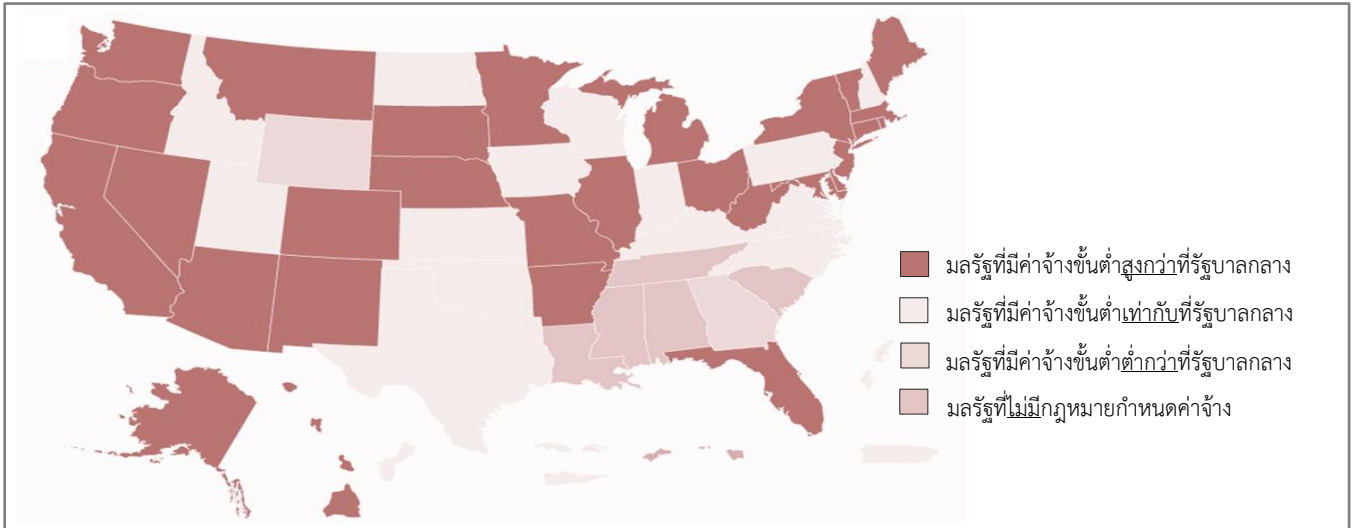 มลรัฐที่มีค่าจ้างขั้นต่ำสูงกว่าที่รัฐบาลกลาง
มลรัฐที่มีค่าจ้างขั้นต่ำเท่ากับที่รัฐบาลกลาง
มลรัฐที่มีค่าจ้างขั้นต่ำต่ำกว่าที่รัฐบาลกลาง
มลรัฐที่ไม่มีกฎหมายกำหนดค่าจ้าง